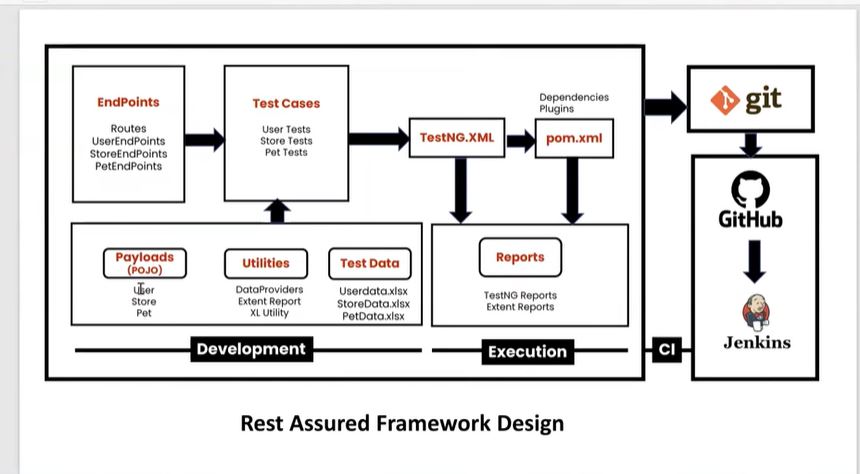 EndPoints
Routes
UserEndPoints
StoreEndPoints
PetEndPoints
Test Cases
User Tests
Store Tests
Pet Tests
TestNG.XML
Dependencies
Plugins
pom.xml
git
GitHub
Jenkins
Payloads
(POJO)
User
Store
Pet
Utilities
DataProviders
Extent Report
XL Utility
Test Data
Userdata.xlsx
StoreData.xlsx
PetData.xlsx
Reports
TestNG Reports
Extent Reports
Development
Execution
CI
Rest Assured Framework Design